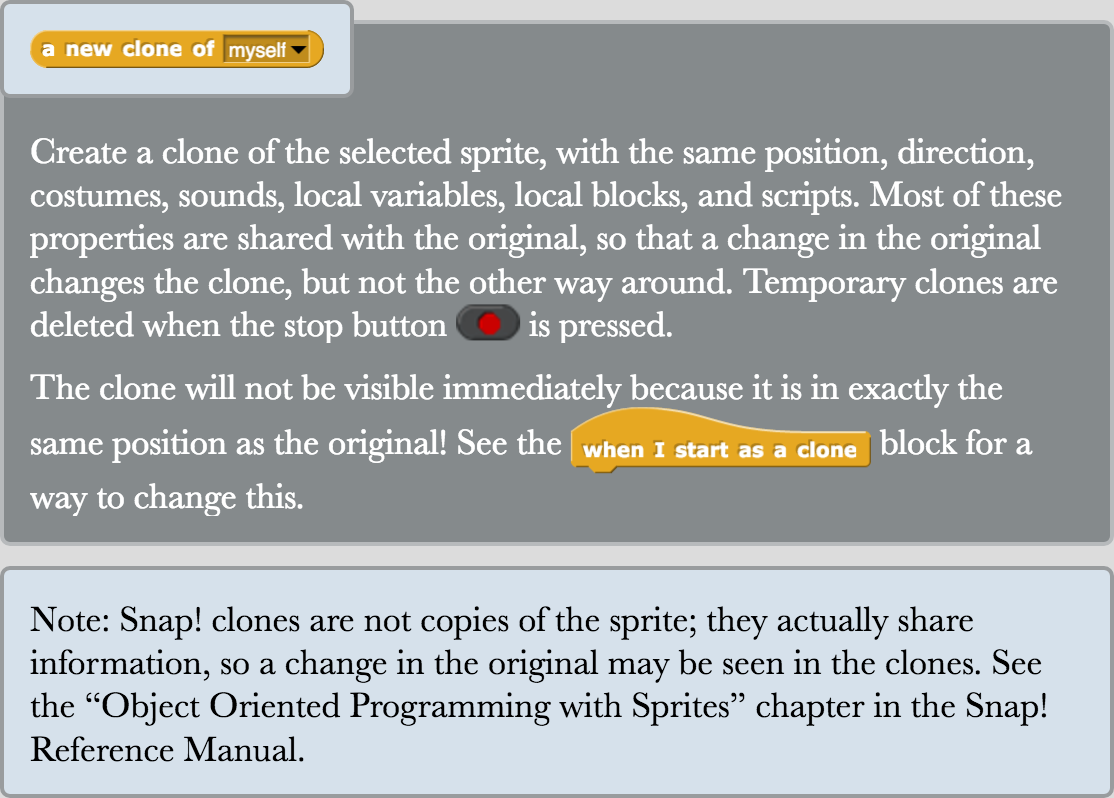 a new clone of myself
Create a clone of the selected sprite, with the same position, direction,
costumes, sounds, local variables, local blocks, and scripts. Most of these
properties are shared with the original, so that a change in the original
changes the clone, but not the other way around. Temporary clones are
deleted when the stop button is pressed.
The clone will not be visible immediately because it is in exactly the
same position as the original! See the when I start as a clone block for a
way to change this.
Note: Snap! clones are not copies of the sprite; they actually share
information, so a change in the original may be seen in the clones. See
the “Object Oriented Programming with Sprites” chapter in the Snap!
Reference Manual.